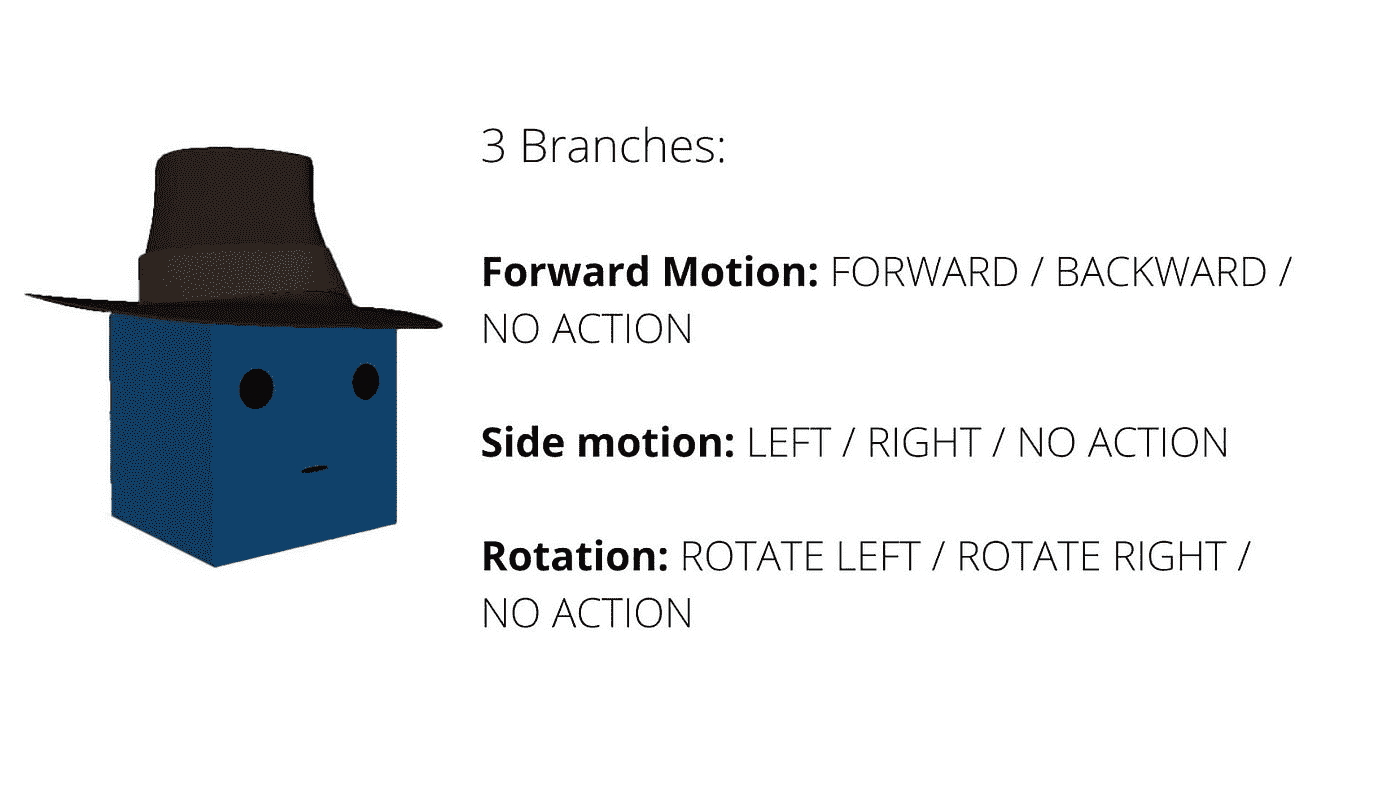 3 Branches:
Forward Motion: FORWARD / BACKWARD /
NO ACTION
Side motion: LEFT / RIGHT / NO ACTION
Rotation: ROTATE LEFT / ROTATE RIGHT /
NO ACTION